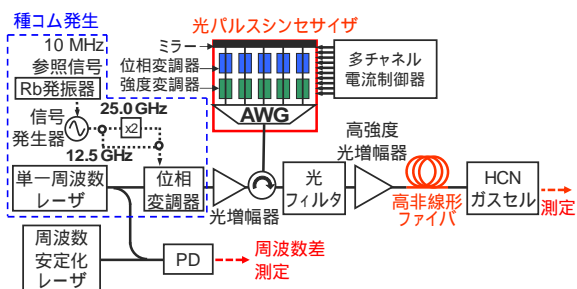 種コム発生
光パルスシンセサイザ
10 MHz
参照信号
Rb発振器
信号
発生器
25.0 GHz
x2
12.5 GHz
ミラー
位相変調器
強度変調器
AWG
多チャネル
電流制御器
単一周波数
レーザ
位相
変調器
光増幅器
光
フィルタ
高強度
光増幅器
高非線形
ファイバ
HCN
ガスセル
測定
周波数
安定化
レーザ
PD
周波数差
測定